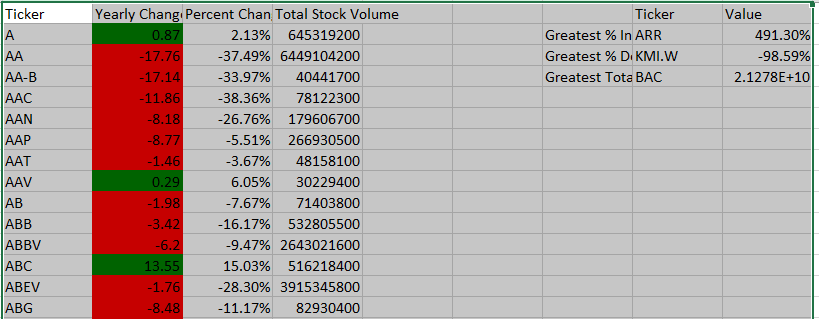 Ticker Yearly Change Percent Chan Total Stock Volume Ticker Value
A 0.87 2.13% 645319200 Greatest % In ARR 491.30%
AA -17.76 -37.49% 6449104200 Greatest % De KMI.W -98.59%
AA-B -17.14 -33.97% 40441700 Greatest Tota BAC 2.1278E+10
AAC -11.86 -38.36% 78122300
AAN -8.18 -26.76% 179606700
AAP -8.77 -5.51% 266930500
AAT -1.46 -3.67% 48158100
AAV 0.29 6.05% 30229400
AB -1.98 -7.67% 71403800
ABB -3.42 -16.17% 532805500
ABBV -6.2 -9.47% 2643021600
ABC 13.55 15.03% 516218400
ABEV -1.76 -28.30% 3915345800
ABG -8.48 -11.17% 82930400